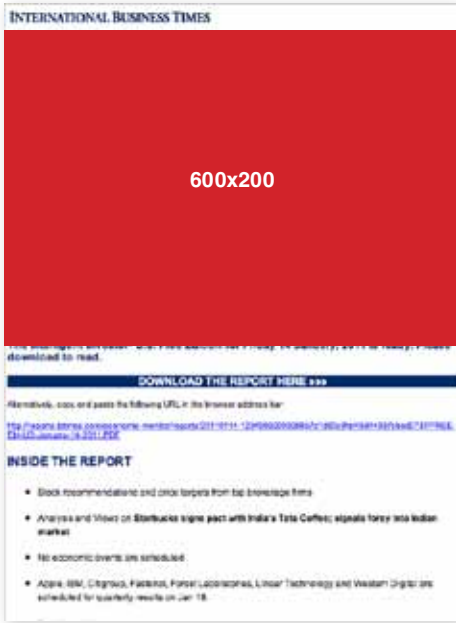 INTERNATIONAL BUSINESS TIMES
600x200
download to read.
DOWNLOAD THE REPORT HERE >>>
Alternatively, copy, and paste the following URL in the browser address bar
INSIDE THE REPORT
Stock recommendations and price targets from top brokerage firms
Analysis and Views on Starbucks signs pact with India's Tata Coffee; signals foray into Indian
market
No economic events are scheduled
Apple, IBM, Citigroup, Fastenal, Forest Laboratories, Linear Technology and Western Digital are
scheduled for quarterly results on Jan 18.